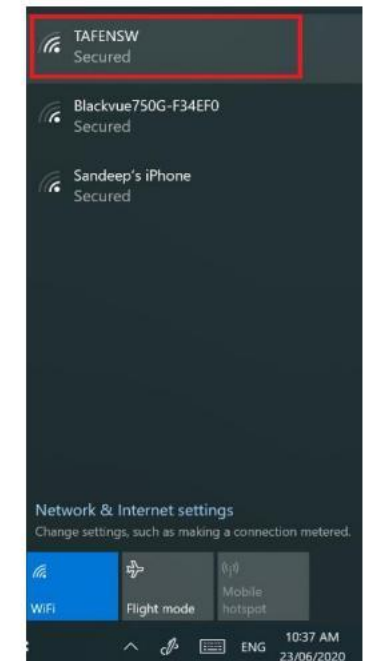 TAFENSW
Secured
Blackvue750G-F34EF0
Secured
Sandeep's iPhone
Secured
Network & Internet settings
Change settings, such as making a connection metered.
WiFi
Flight mode
Mobile
hotspot
ENG
10:37 AM
23/06/2020